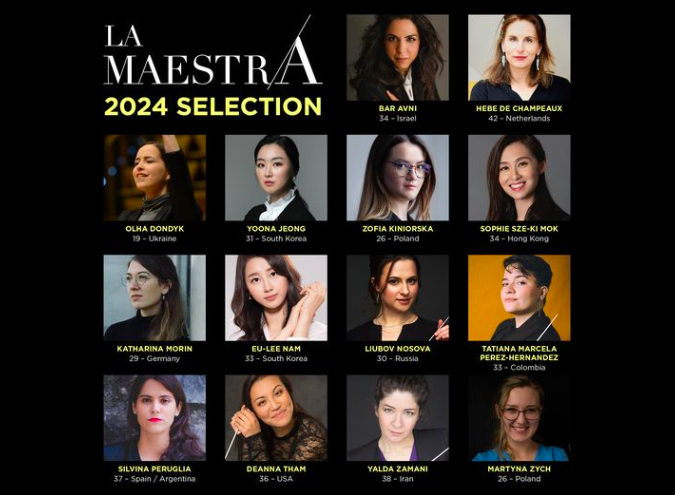 LA
MAESTRA
2024 SELECTION
BAR AVNI
34 – Israel
HEBE DE CHAMPEAUX
42 – Netherlands
OLHA DONDYK
19 – Ukraine
YOONA JEONG
31 – South Korea
ZOFIA KINIORSKA
26 – Poland
SOPHIE SZE-KI MOK
34 – Hong Kong
KATHARINA MORIN
29 – Germany
EU-LEE NAM
33 – South Korea
LIUBOV NOSOVA
30 – Russia
TATIANA MARCELA
PEREZ-HERNANDEZ
33 – Colombia
SILVINA PERUGLIA
37 – Spain / Argentina
DEANNA THAM
36 – USA
YALDA ZAMANI
38 – Iran
MARTYNA ZYCH
26 – Poland